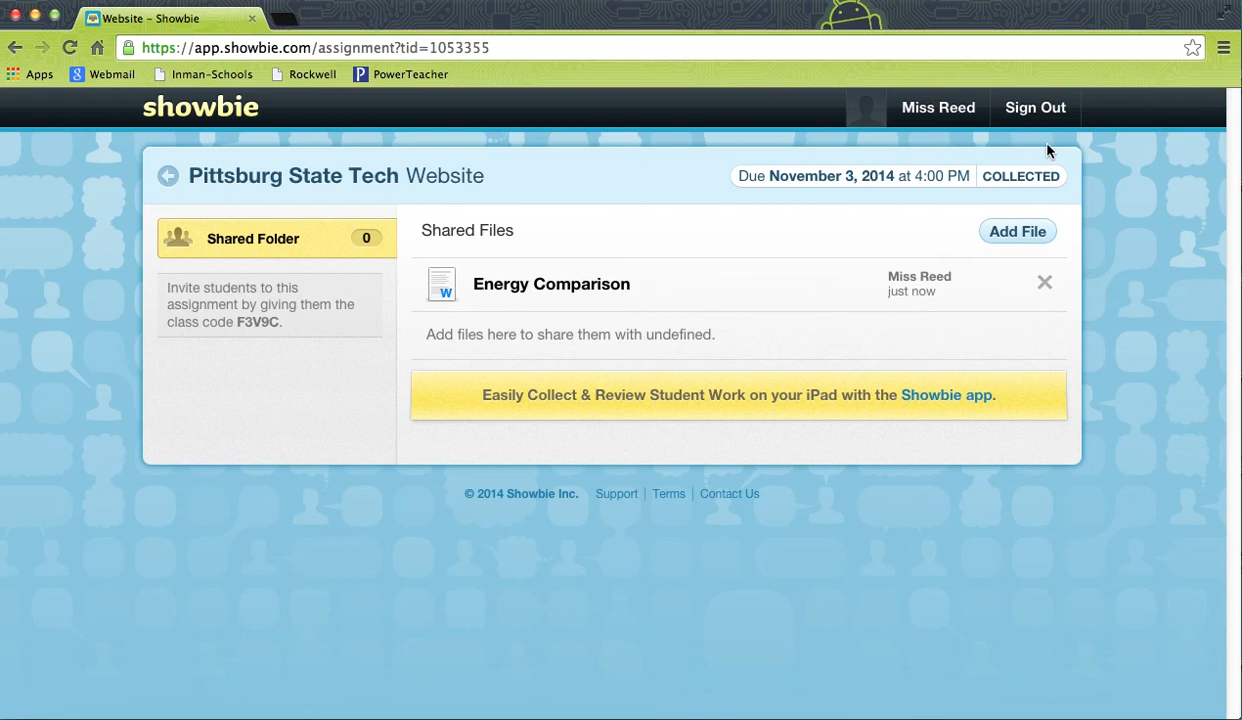 Website – Showbie
https://app.showbie.com/assignment?tid=1053355
Apps Webmail Inman-Schools Rockwell PowerTeacher
showbie Miss Reed Sign Out
Pittsburg State Tech Website Due November 3, 2014 at 4:00 PM COLLECTED
Shared Folder 0
Invite students to this
assignment by giving them the
class code F3V9C.
Shared Files Add File
W Energy Comparison Miss Reed
just now
Add files here to share them with undefined.
Easily Collect & Review Student Work on your iPad with the Showbie app.
© 2014 Showbie Inc. Support Terms Contact Us